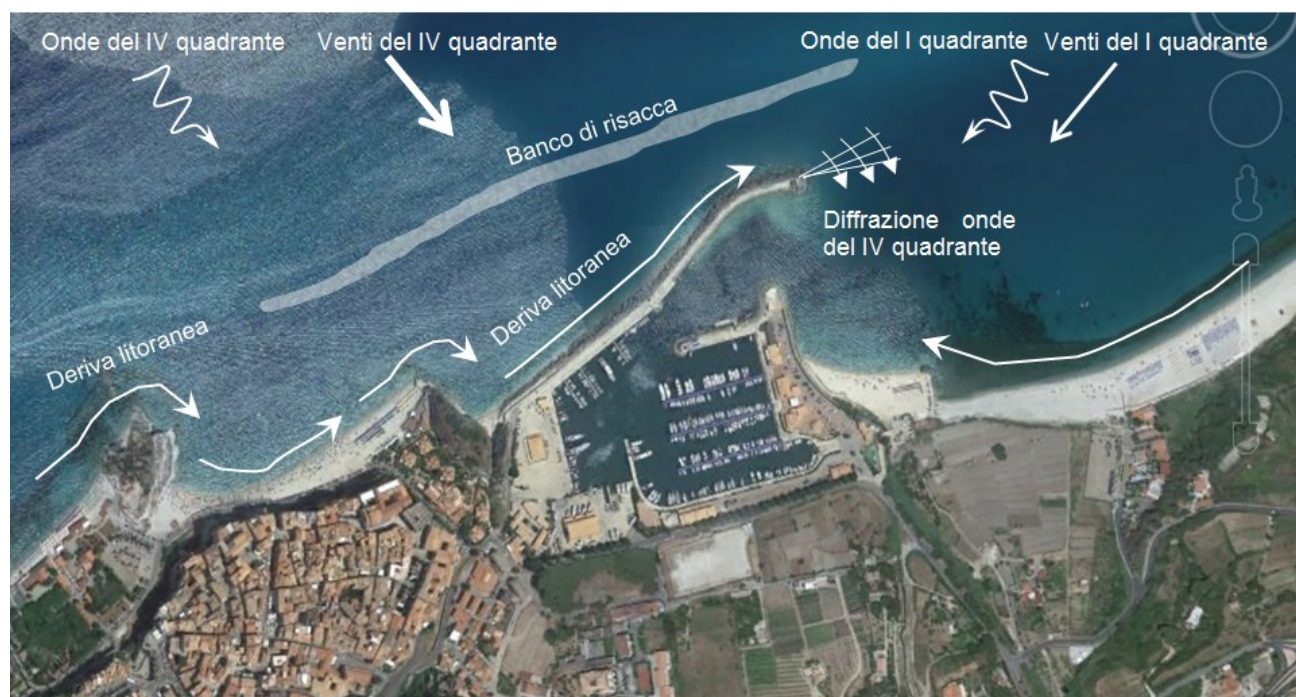 Onde del IV quadrante
Venti del IV quadrante
Onde del I quadrante
Venti del I quadrante
Banco di risacca
Diffrazione onde
del IV quadrante
Deriva litoranea
Deriva litoranea